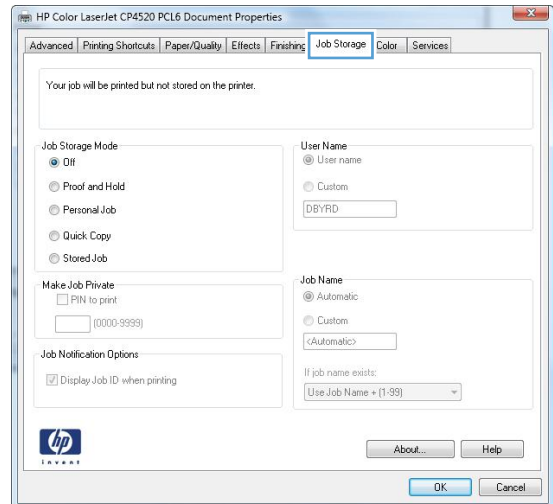 HP Color LaserJet CP4520 PCL6 Document Properties
Advanced Printing Shortcuts Paper/Quality Effects Finishing Job Storage Color Services
Your job will be printed but not stored on the printer.
Job Storage Mode
Off
Proof and Hold
Personal Job
Quick Copy
Stored Job
User Name
User name
Custom
DBYRD
Make Job Private
PIN to print
(0000-9999)
Job Name
Automatic
Custom
<Automatic>
If job name exists:
Use Job Name + (1-99)
Job Notification Options
Display Job ID when printing
hp
invent
About... Help
OK Cancel